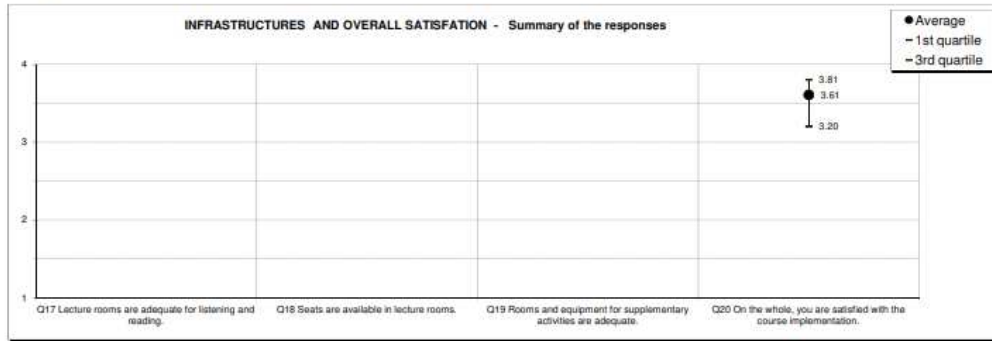 INFRASTRUCTURES AND OVERALL SATISFATION - Summary of the responses
Average
1st quartile
3rd quartile
4
3
2
1
3.81
3.61
3.20
Q17 Lecture rooms are adequate for listening and
reading.
Q18 Seats are available in lecture rooms.
Q19 Rooms and equipment for supplementary
activities are adequate.
Q20 On the whole, you are satisfied with the
course implementation.